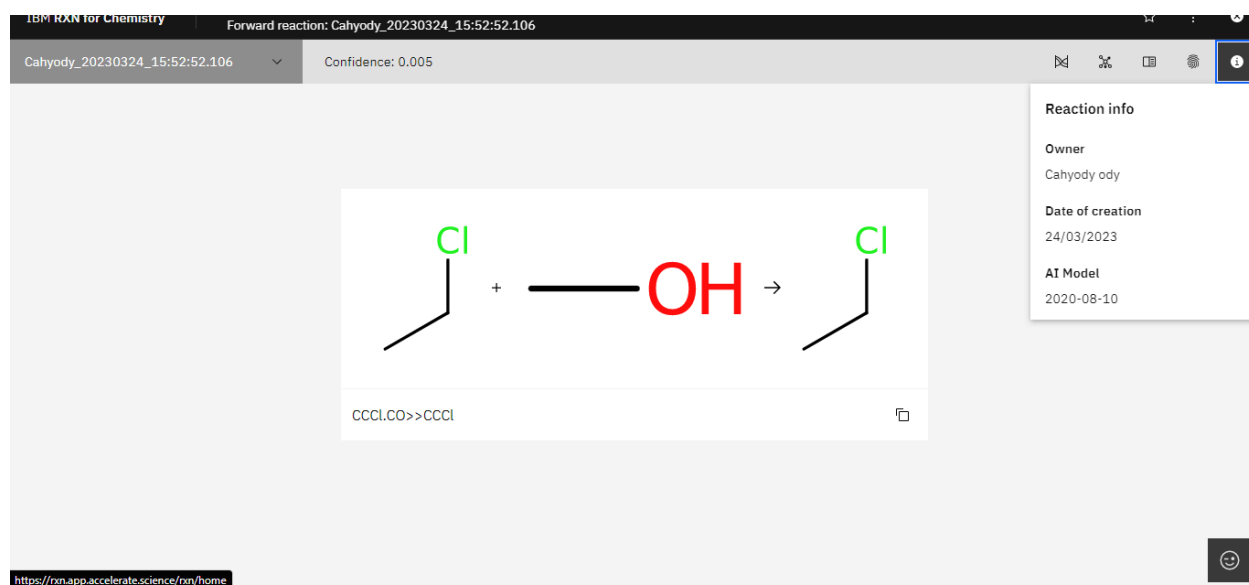 IBM RXN for Chemistry
Forward reaction: Cahyody_20230324_15:52:52.106
Cahyody_20230324_15:52:52.106
Confidence: 0.005
Reaction info
Owner
Cahyody ody
Date of creation
24/03/2023
AI Model
2020-08-10
Cl
+
OH
→
Cl
CCCl.CO>>CCCl
https://rxn.app.accelerate.science/rxn/home